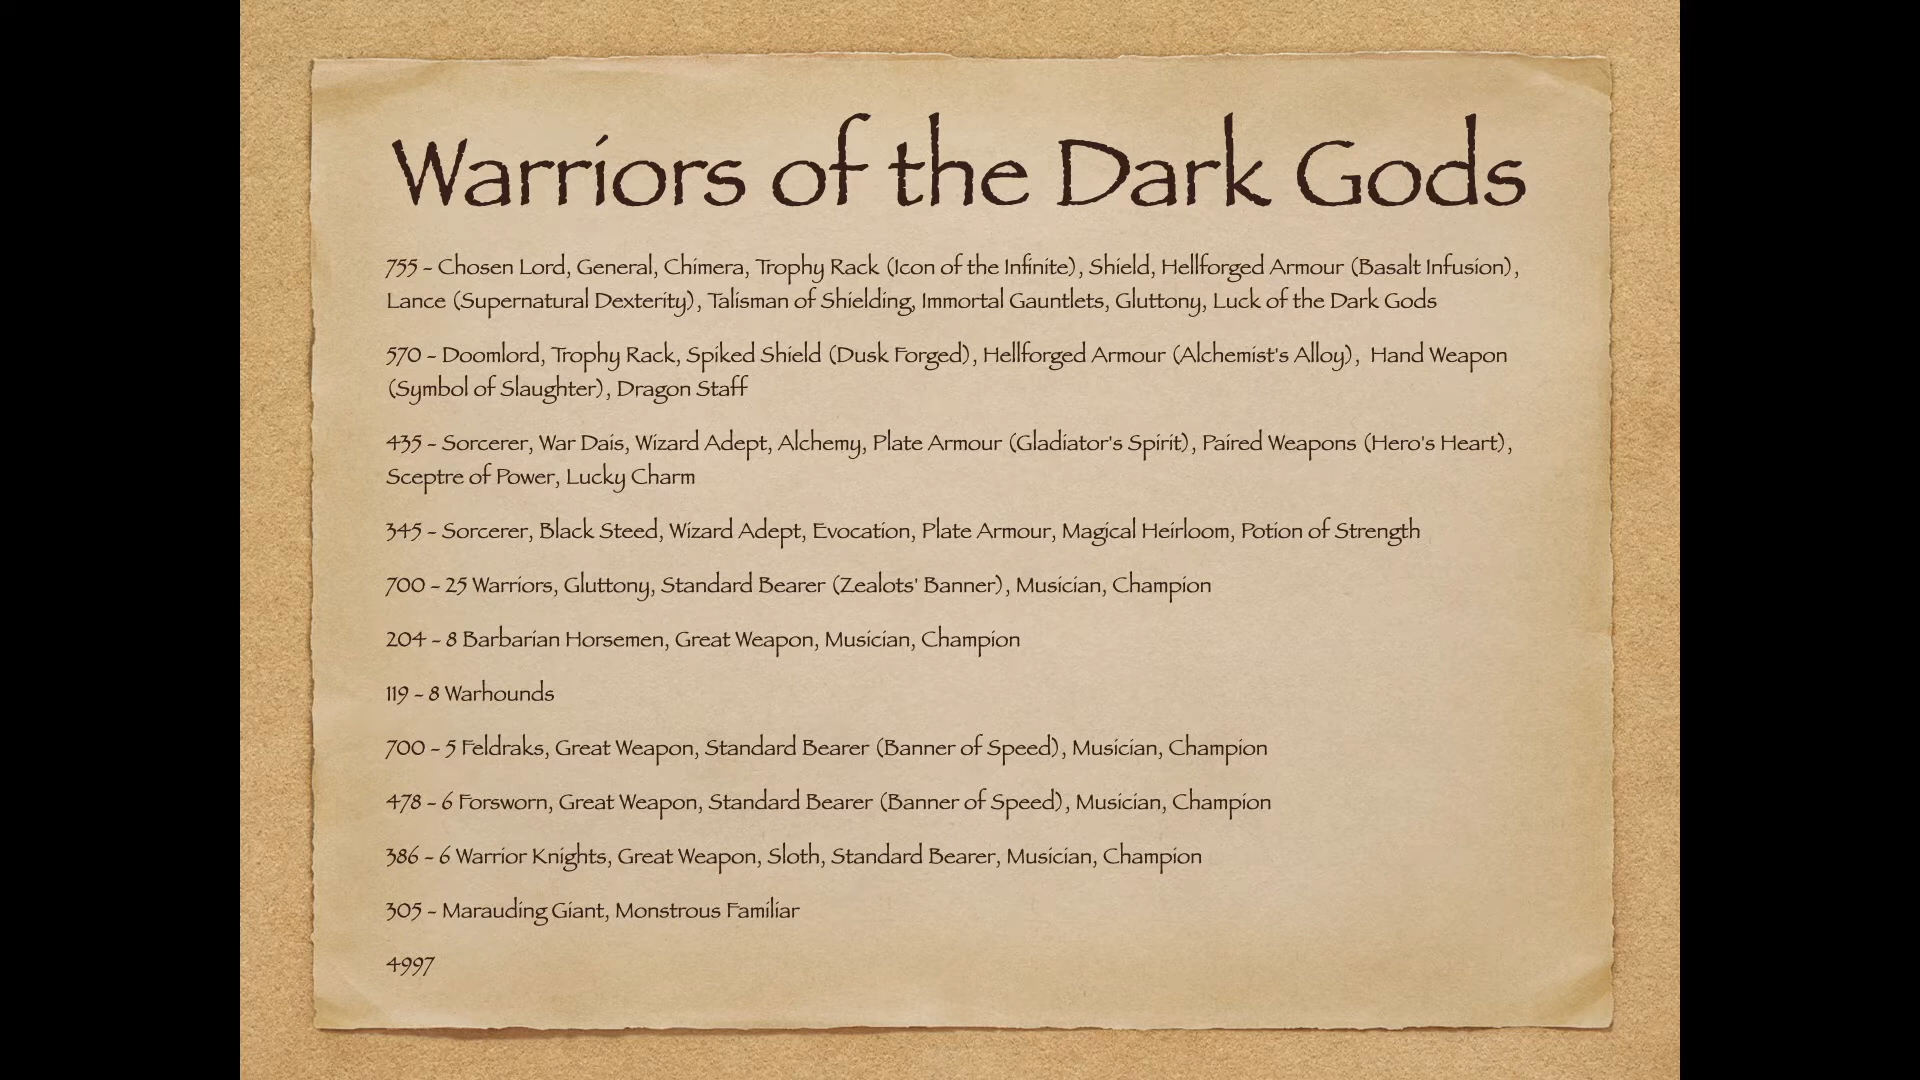 Warriors of the Dark Gods
755 - Chosen Lord, General, Chimera, Trophy Rack (Icon of the Infinite), Shield, Hellforged Armour (Basalt Infusion),
Lance (Supernatural Dexterity), Talisman of Shielding, Immortal Gauntlets, Gluttony, Luck of the Dark Gods
570 - Doomlord, Trophy Rack, Spiked Shield (Dusk Forged), Hellforged Armour (Alchemist's Alloy), Hand Weapon
(Symbol of Slaughter), Dragon Staff
435 - Sorcerer, War Dais, Wizard Adept, Alchemy, Plate Armour (Gladiator's Spirit), Paired Weapons (Hero's Heart),
Sceptre of Power, Lucky Charm
345 - Sorcerer, Black Steed, Wizard Adept, Evocation, Plate Armour, Magical Heirloom, Potion of Strength
700 - 25 Warriors, Gluttony, Standard Bearer (Zealots' Banner), Musician, Champion
204 - 8 Barbarian Horsemen, Great Weapon, Musician, Champion
119 - 8 Warhounds
700 - 5 Feldraks, Great Weapon, Standard Bearer (Banner of Speed), Musician, Champion
478 - 6 Forsworn, Great Weapon, Standard Bearer (Banner of Speed), Musician, Champion
386 - 6 Warrior Knights, Great Weapon, Sloth, Standard Bearer, Musician, Champion
305 - Marauding Giant, Monstrous Familiar
4997